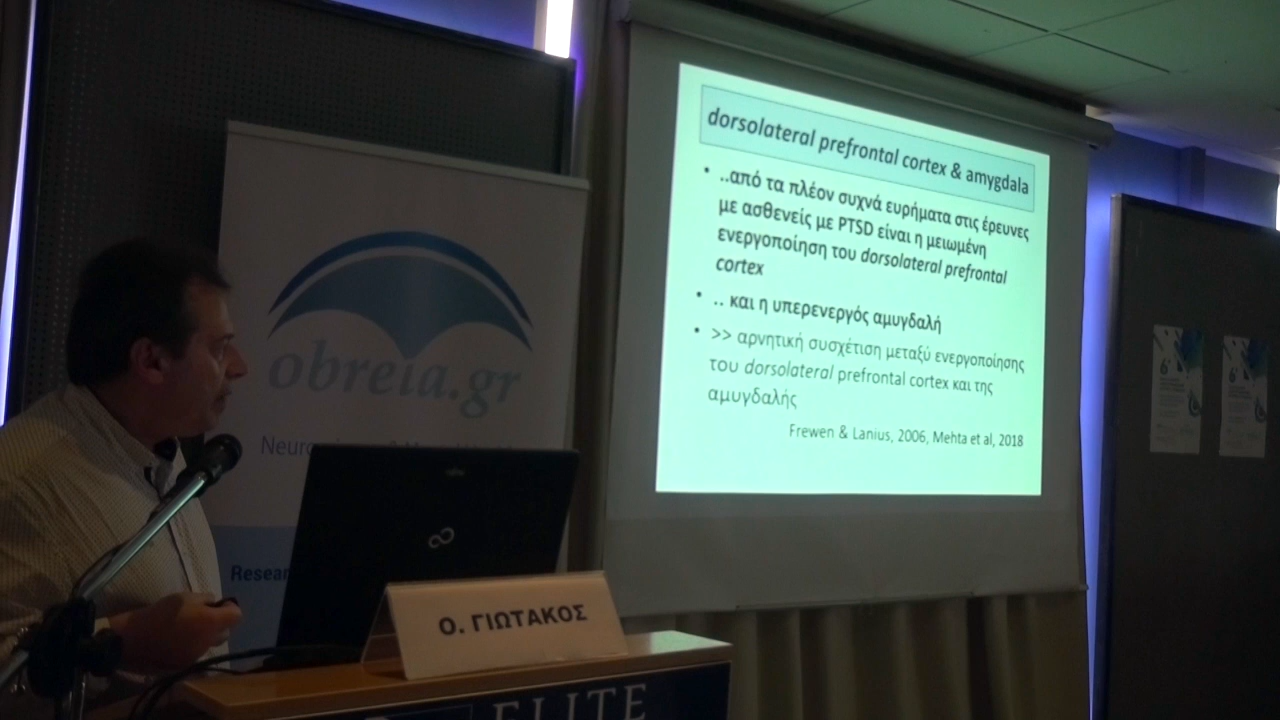 dorsolateral prefrontal cortex & amygdala
• ..από τα πλέον συχνά ευρήματα στις έρευνες
με ασθενείς με PTSD είναι η μειωμένη
ενεργοποίηση του dorsolateral prefrontal
cortex
• .. και η υπερενεργός αμυγδαλή
• >> αρνητική συσχέτιση μεταξύ ενεργοποίησης
του dorsolateral prefrontal cortex και της
αμυγδαλής
Frewen & Lanius, 2006, Mehta et al, 2018
obreia.gr
FUJITSU
Ο. ΓΙΩΤΑΚΟΣ
ELITE